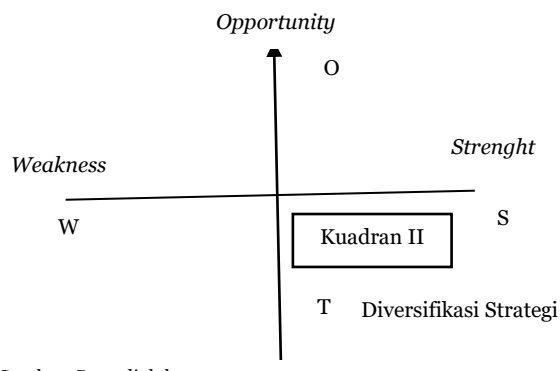 Opportunity
O
Strenght
Weakness
W
S
Kuadran II
T Diversifikasi Strategi